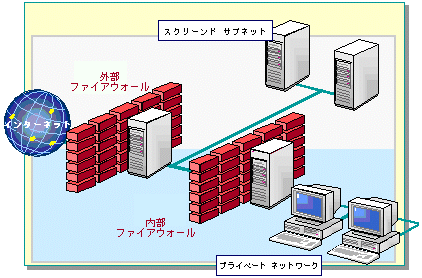 スクリーンド サブネット
外部
ファイアウォール
インターネット
内部
ファイアウォール
プライベート ネットワーク